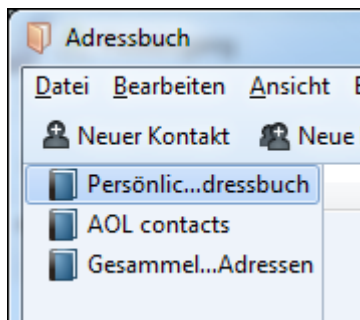 Adressbuch
Datei Bearbeiten Ansicht E
Neuer Kontakt Neue
Persönlic...dressbuch
AOL contacts
Gesammel...Adressen